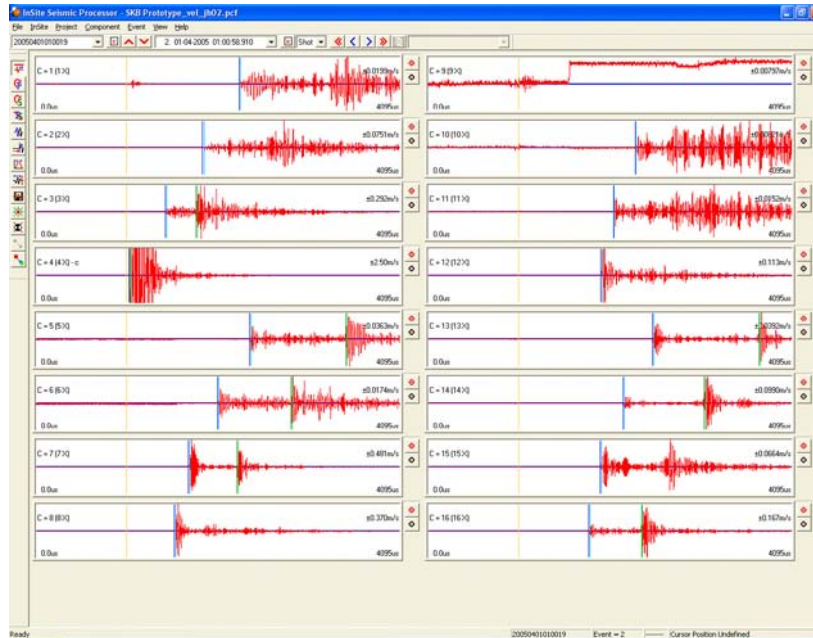 InSite Seismic Processor - SKB Prototype_vel_jh02.pcf
File InSite Project Component Event View Help
20050401010019 2. 01-04-2005 01:00:58.910 Shot
C = 1 (1X) ±0.0199m/s
0.0us 4095us
C = 9 (9X) ±0.00797m/s
0.0us 4095us
C = 2 (2X) ±0.0751m/s
0.0us 4095us
C = 10 (10X)
0.0us 4095us
C = 3 (3X) ±0.292m/s
0.0us 4095us
C = 11 (11X) ±0.0152m/s
0.0us 4095us
C = 4 (4X) - c ±2.50m/s
0.0us 4095us
C = 12 (12X) ±0.113m/s
0.0us 4095us
C = 5 (5X) ±0.0363m/s
0.0us 4095us
C = 13 (13X) ±0.0392m/s
0.0us 4095us
C = 6 (6X) ±0.0174m/s
0.0us 4095us
C = 14 (14X) ±0.0990m/s
0.0us 4095us
C = 7 (7X) ±0.481m/s
0.0us 4095us
C = 15 (15X) ±0.0664m/s
0.0us 4095us
C = 8 (8X) ±0.370m/s
0.0us 4095us
C = 16 (16X) ±0.167m/s
0.0us 4095us
Ready 20050401010019 Event = 2 Cursor Position Undefined